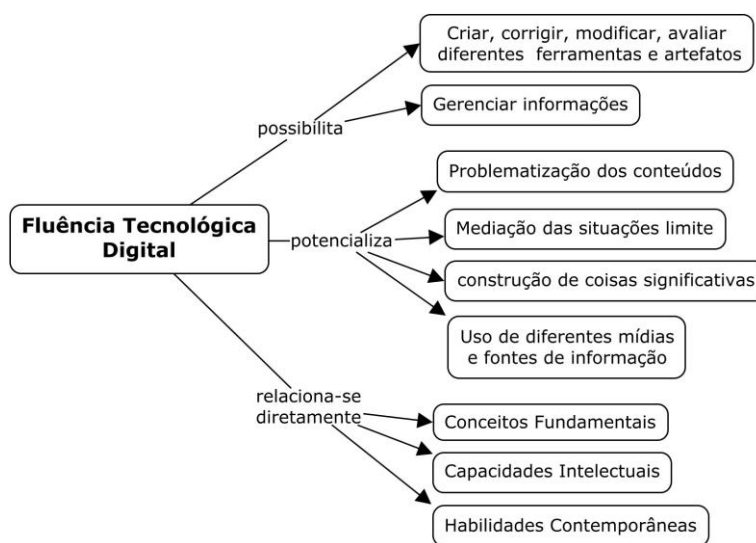 Criar, corrigir, modificar, avaliar
diferentes ferramentas e artefatos
Gerenciar informações
possibilita
Problematização dos conteúdos
Fluência Tecnológica
Digital
potencializa
Mediação das situações limite
construção de coisas significativas
Uso de diferentes mídias
e fontes de informação
relaciona-se
diretamente
Conceitos Fundamentais
Capacidades Intelectuais
Habilidades Contemporâneas